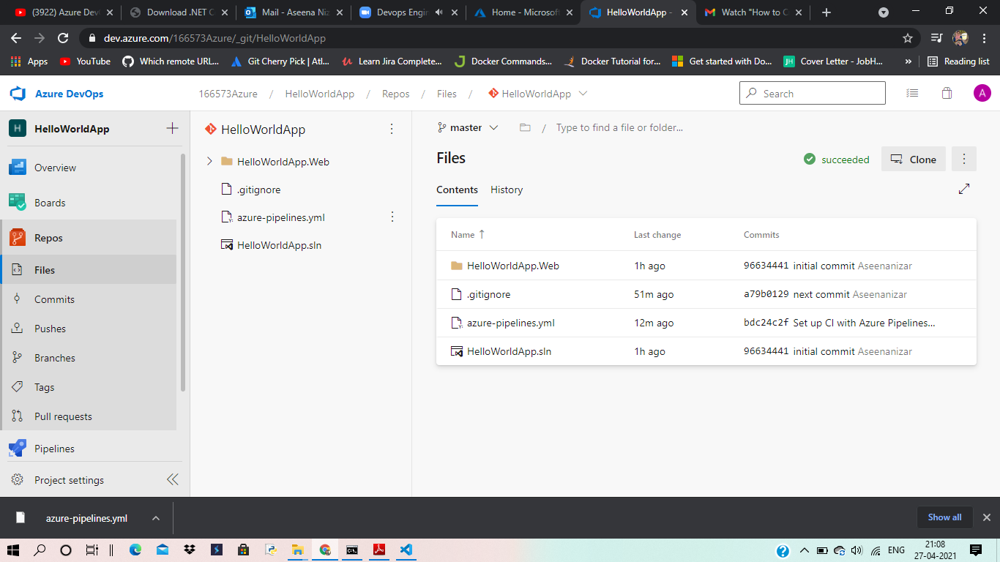 (3922) Azure Dev
Download .NET C
Mail - Aseena Niz
Devops Engin
Home - Microsoft
HelloWorldApp -
Watch "How to C
dev.azure.com/166573Azure/_git/HelloWorldApp
Apps
YouTube
Which remote URL...
Git Cherry Pick | Atl...
Learn Jira Complete...
Docker Commands...
Docker Tutorial for...
Get started with Do...
JH
Cover Letter - JobH...
»
Reading list
Azure DevOps
166573Azure / HelloWorldApp / Repos / Files / HelloWorldApp
Search
A
H
HelloWorldApp
Overview
Boards
Repos
Files
Commits
Pushes
Branches
Tags
Pull requests
Pipelines
Project settings
HelloWorldApp
HelloWorldApp.Web
.gitignore
azure-pipelines.yml
HelloWorldApp.sln
master
/ Type to find a file or folder...
Files
succeeded
Clone
Contents
History
Name ↑ Last change Commits
HelloWorldApp.Web 1h ago 96634441 initial commit Aseenanizar
.gitignore 51m ago a79b0129 next commit Aseenanizar
azure-pipelines.yml 12m ago bdc24c2f Set up CI with Azure Pipelines...
HelloWorldApp.sln 1h ago 96634441 initial commit Aseenanizar
azure-pipelines.yml
Show all
ENG
21:08
27-04-2021